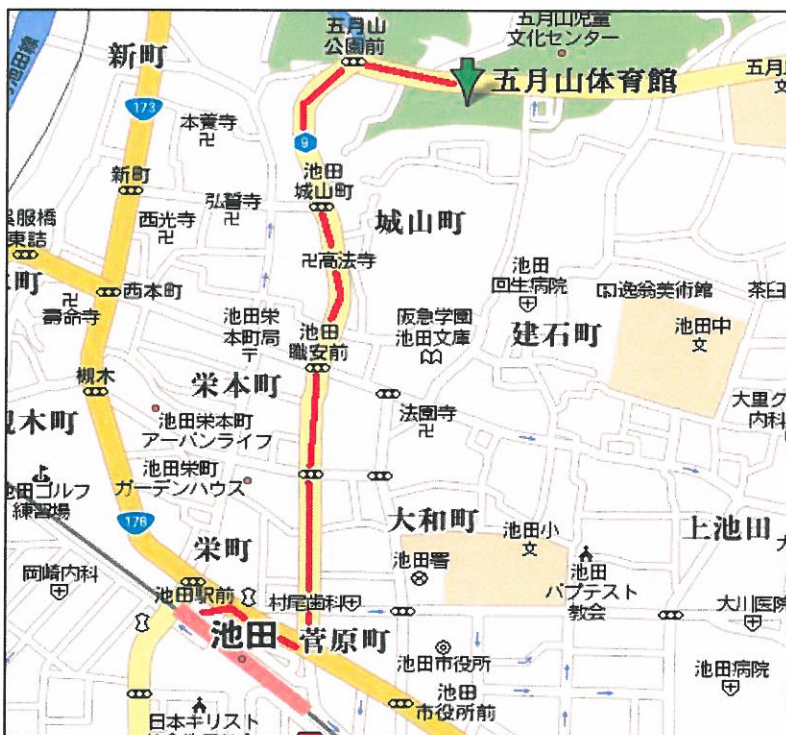 五月山
公園前
五月山児童
文化センター
新町
五月山体育館
池田線
173
本養寺
9
新町
池田
城山町
弘誓寺
西光寺
城山町
東詰
高法寺
池田
回生病院
逸翁美術館
西本町
壽命寺
池田栄
本町局
池田
職安前
阪急学園
池田文庫
建石町
池田中
槻木
栄本町
法園寺
池田栄本町
アーバンライフ
大里ク
内科
木町
池田栄町
ガーデンハウス
池田ゴルフ
練習場
大和町
池田小
上池田
栄町
池田署
池田
バプテスト
教会
岡崎内科
池田駅前
村尾歯科
大川医院
池田
菅原町
池田市役所
池田病院
池田
市役所前
日本キリスト